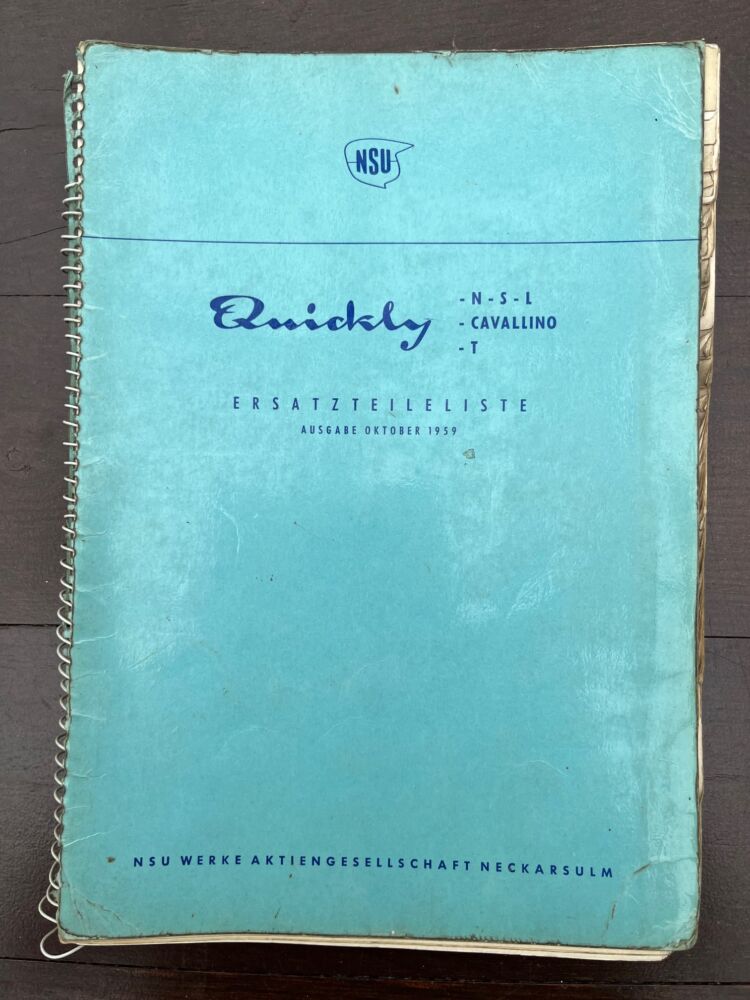 NSU
Quickly - N - S - L
- CAVALLINO
- T
ERSATZTEILELISTE
AUSGABE OKTOBER 1959
NSU WERKE AKTIENGESELLSCHAFT NECKARSULM